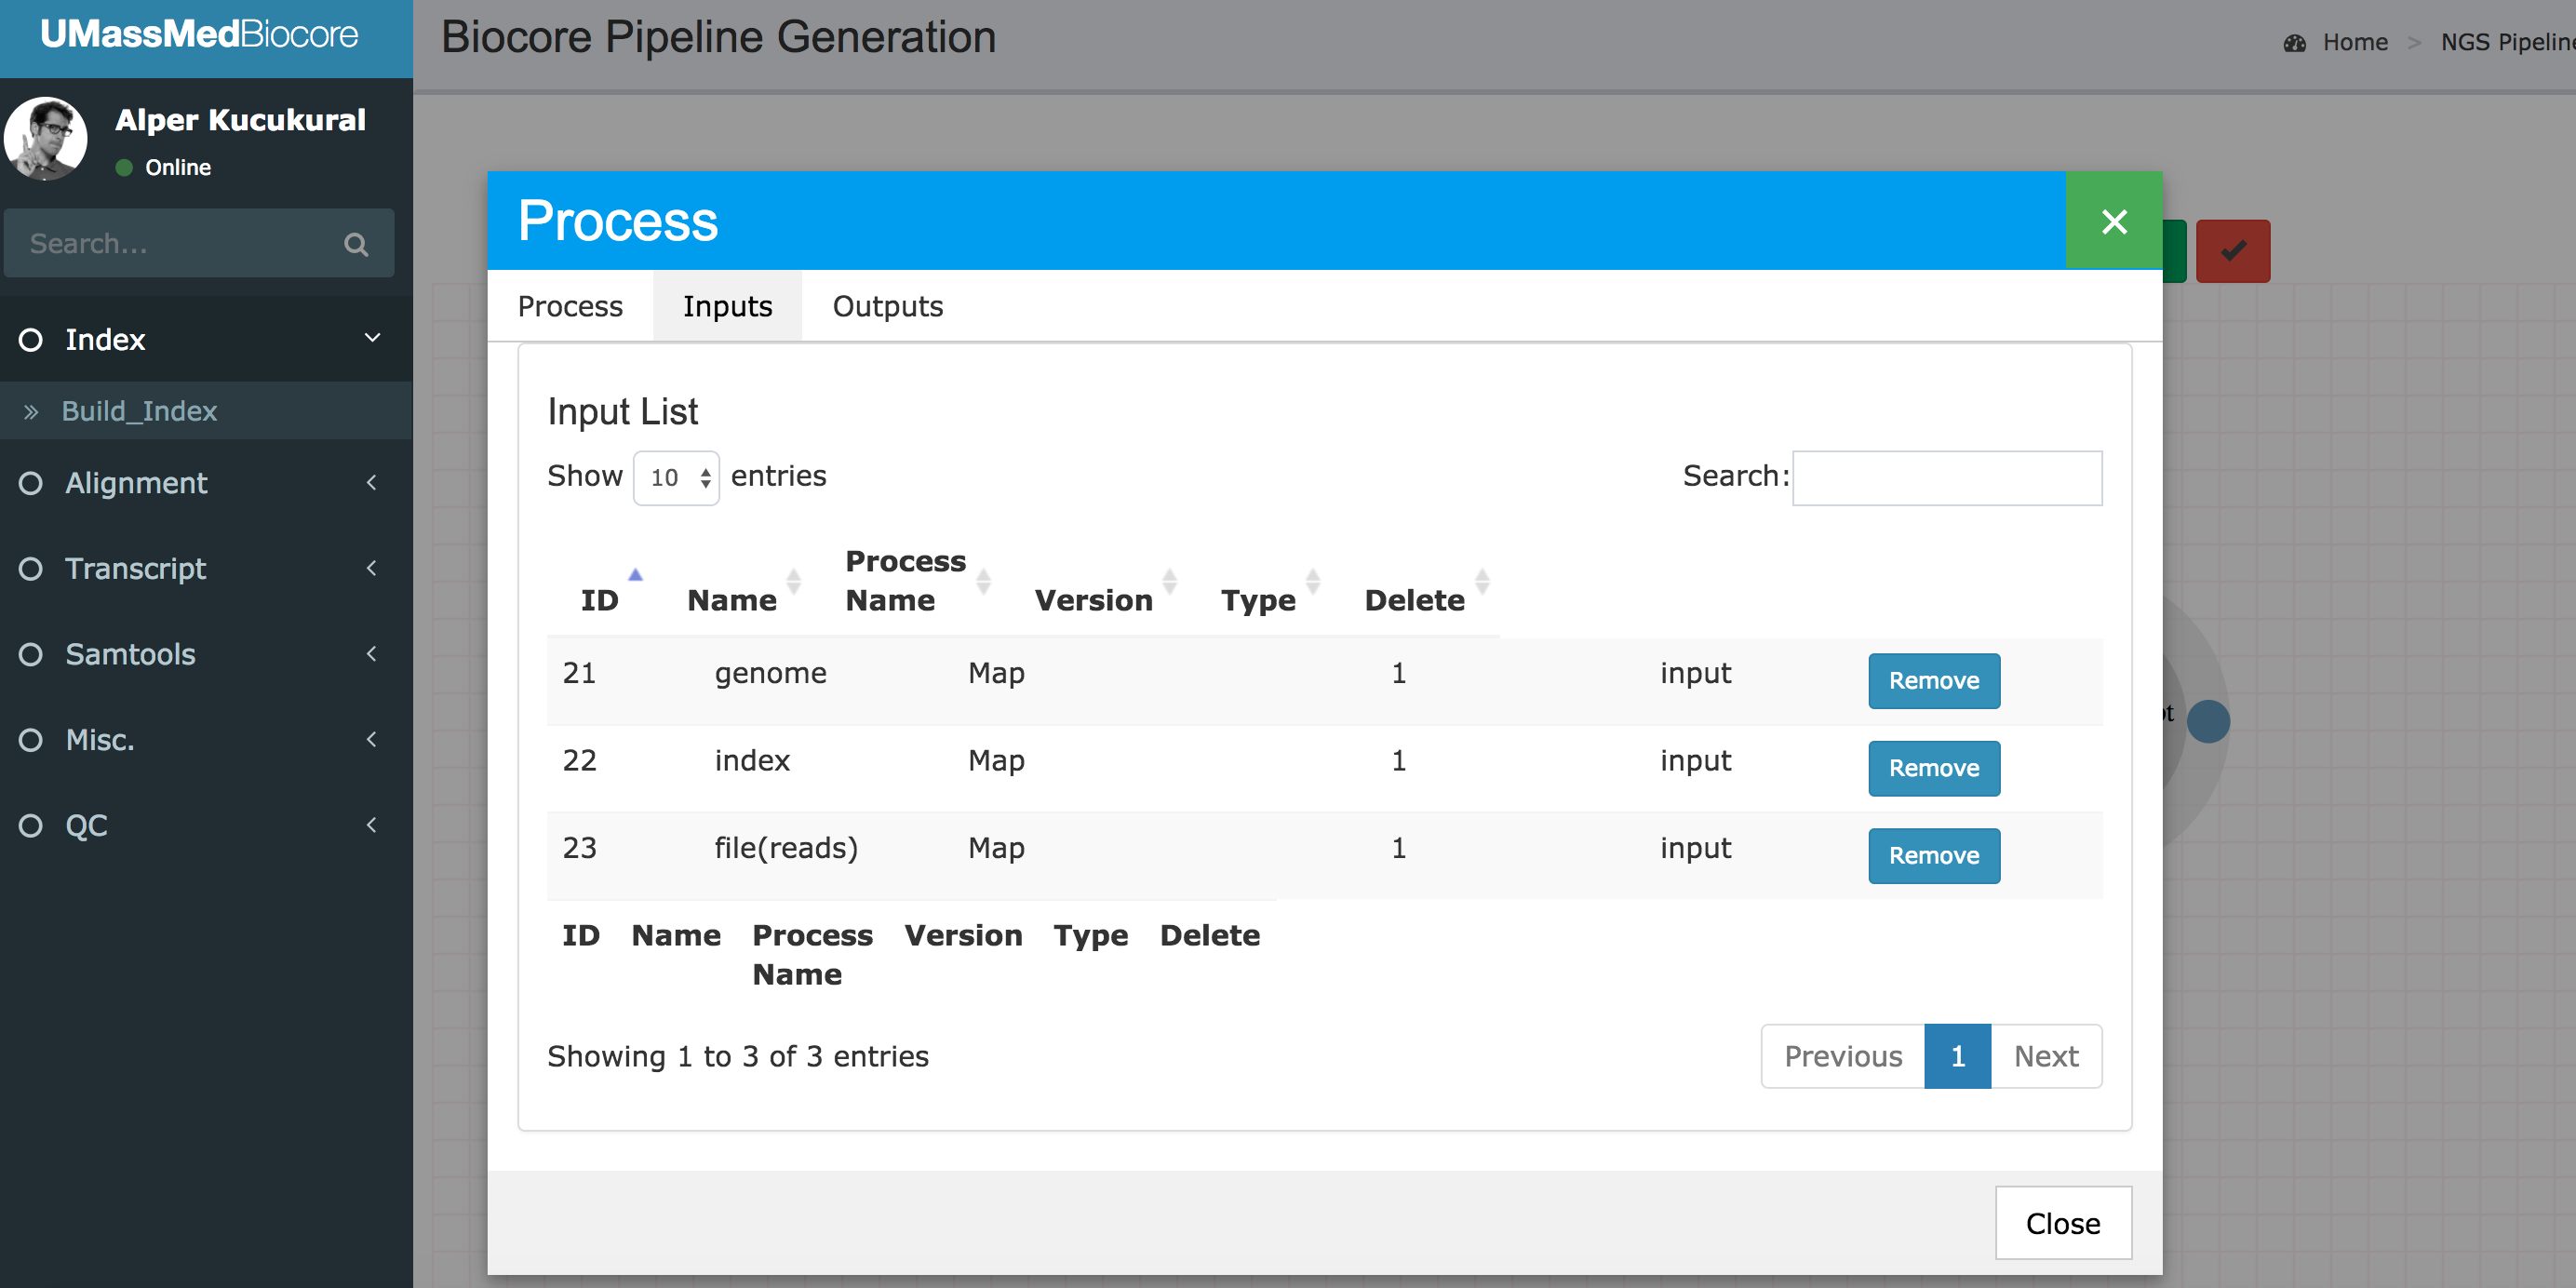 UMassMedBiocore
Biocore Pipeline Generation
Home > NGS Pipeline
Alper Kucukural
Online
Search...
Index
Build_Index
Alignment
Transcript
Samtools
Misc.
QC
Process
Process Inputs Outputs
Input List
Show 10 entries
Search:
ID Name Process Name Version Type Delete
21 genome Map 1 input Remove
22 index Map 1 input Remove
23 file(reads) Map 1 input Remove
ID Name Process Name Version Type Delete
Showing 1 to 3 of 3 entries
Previous 1 Next
Close